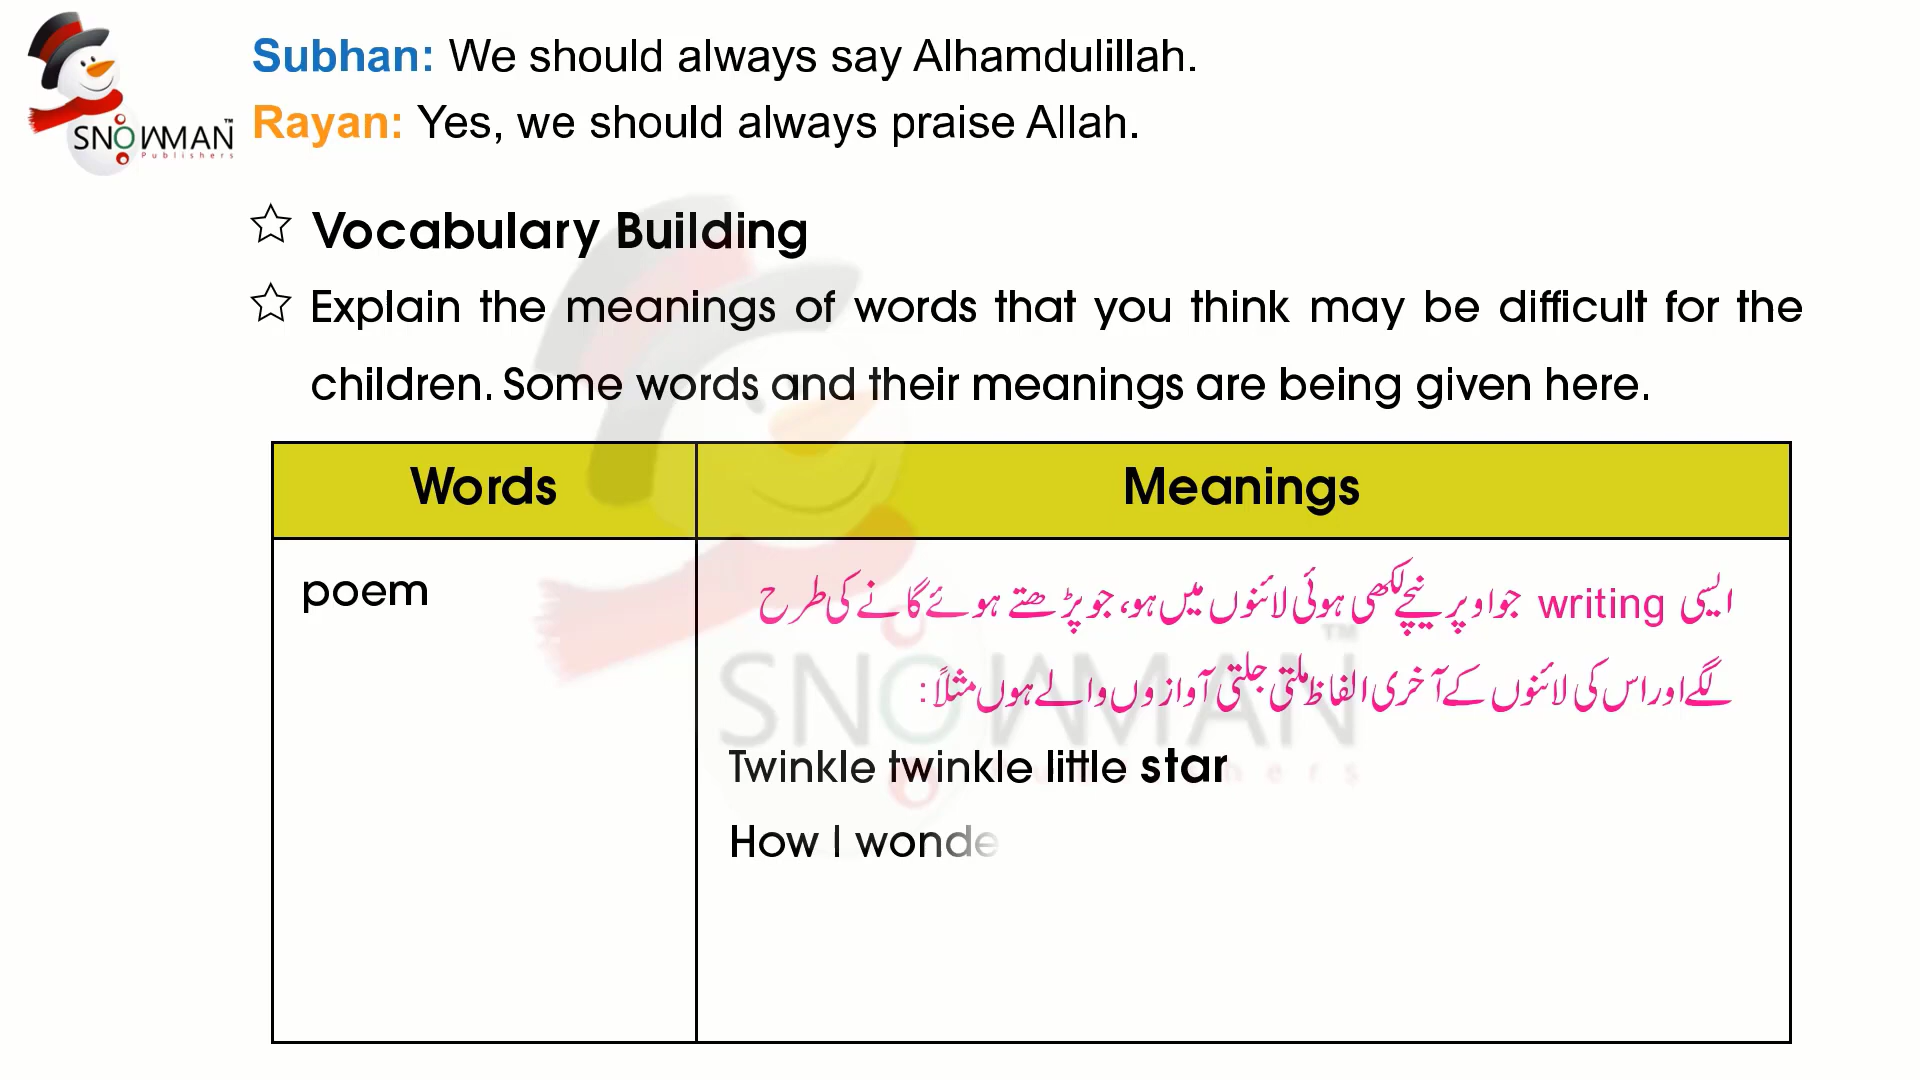 SNOWMAN™
Publishers
Subhan: We should always say Alhamdulillah.
Rayan: Yes, we should always praise Allah.
☆ Vocabulary Building
☆ Explain the meanings of words that you think may be difficult for the
children. Some words and their meanings are being given here.
Words Meanings
poem
ایسی writing جو اوپر نیچے لکھی ہوئی لائنوں میں ہو، جو پڑھتے ہوئے گانے کی طرح
لگے اور اس کی لائنوں کے آخری الفاظ ملتی جلتی آوازوں والے ہوں مثلاً:
Twinkle twinkle little star
How I wonde
SNOWMAN™
Publishers